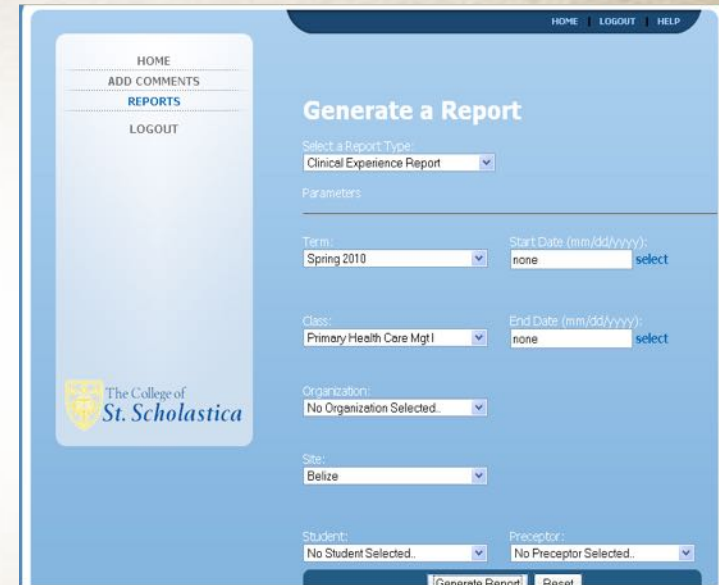 HOME | LOGOUT | HELP
HOME
ADD COMMENTS
REPORTS
LOGOUT
Generate a Report
Select a Report Type:
Clinical Experience Report
Parameters
Term: Start Date (mm/dd/yyyy):
Spring 2010 none select
Class: End Date (mm/dd/yyyy):
Primary Health Care Mgt I none select
Organization:
No Organization Selected..
The College of
St. Scholastica
Site:
Belize
Student: Preceptor:
No Student Selected.. No Preceptor Selected..
Generate Report Reset